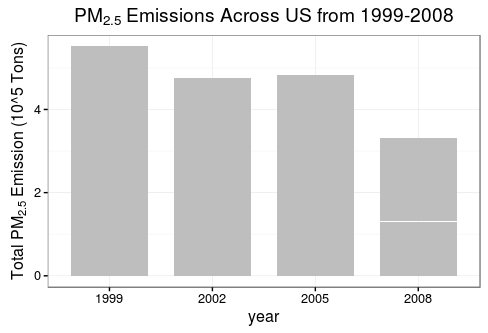 PM2.5 Emissions Across US from 1999-2008
Total PM2.5 Emission (10^5 Tons)
4
2
0
1999 2002 2005 2008
year